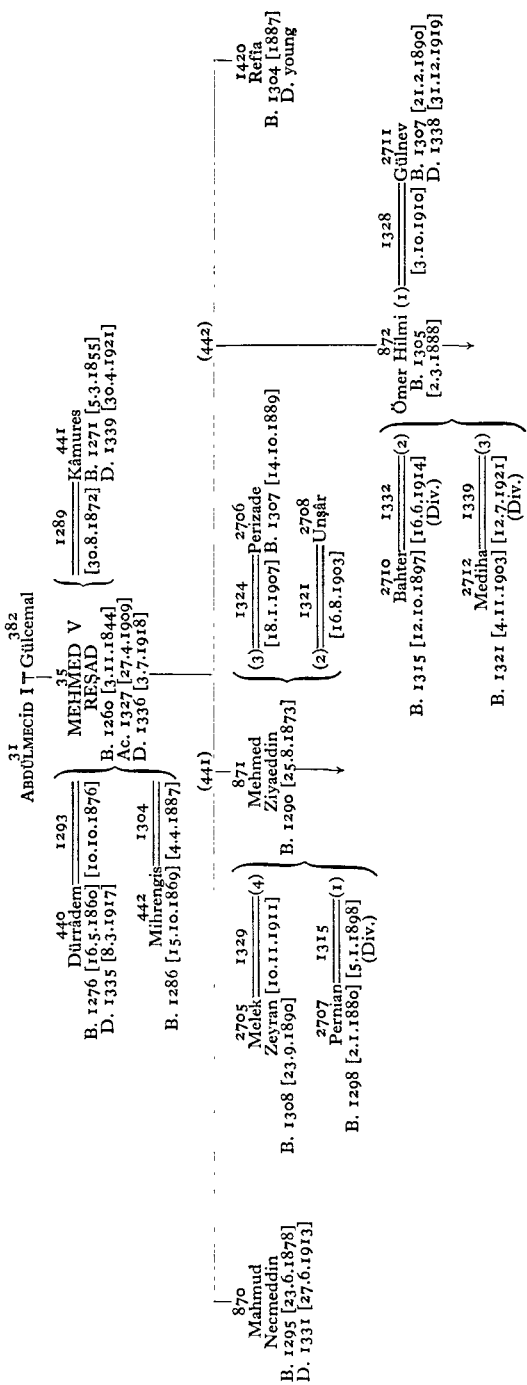 31 382
ABDÜLMECİD I Gülcemal
440 1293
Dürrâdem [10.10.1876]
B. 1276 [16.5.1860]
D. 1335 [8.3.1917]
442 1304
Mihrengis [4.4.1887]
B. 1286 [15.10.1869]
35
MEHMED V
REŞAD
B. 1260 [3.11.1844]
Ac. 1327 [27.4.1909]
D. 1336 [3.7.1918]
1289 441
[30.8.1872] Kâmures
B. 1271 [5.3.1855]
D. 1339 [30.4.1921]
(441)
(442)
870
Mahmud
Necmeddin
B. 1295 [23.6.1878]
D. 1331 [27.6.1913]
2705 1329
Melek (4)
Zeyran [10.11.1911]
B. 1308 [23.9.1890]
2707 1315
Pernian (1)
B. 1298 [2.1.1880] [5.1.1898]
(Div.)
871
Mehmed
Ziyaeddin
B. 1290 [25.8.1873]
1324 2706
(3) Perizade
[18.1.1907] B. 1307 [14.10.1889]
1321 2708
(2) Unşâr
[16.8.1903]
1420
Refia
B. 1304 [1887]
D. young
2710 1332
Bahter (2)
B. 1315 [12.10.1897] [16.6.1914]
(Div.)
2712 1339
Mediha (3)
B. 1321 [4.11.1903] [12.7.1921]
(Div.)
872
Ömer Hilmi (1)
B. 1305
[2.3.1888]
1328 2711
[3.10.1910] Gülnev
B. 1307 [21.2.1890]
D. 1338 [31.12.1919]